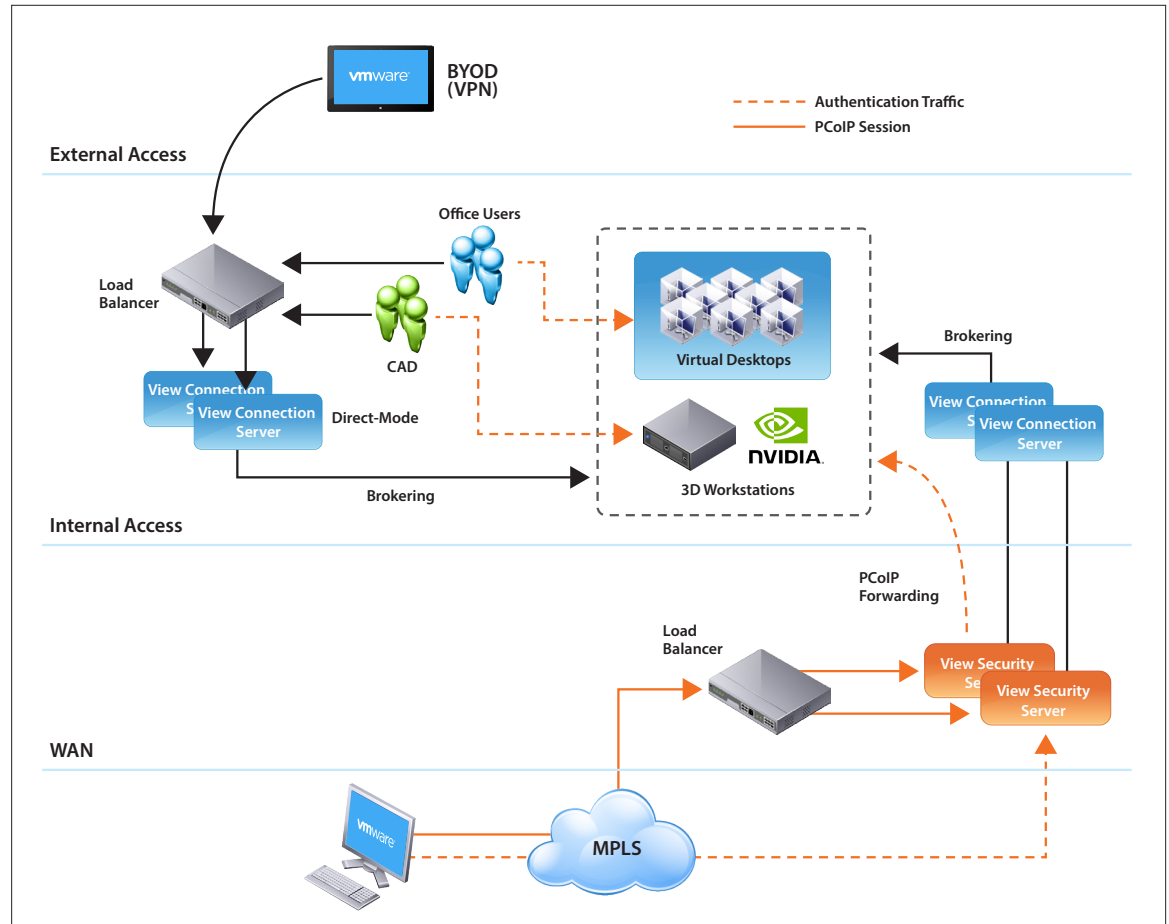 vmware
BYOD
(VPN)
Authentication Traffic
PCoIP Session
External Access
Office Users
Load
Balancer
CAD
Virtual Desktops
Brokering
View Connection
View Connection
Server
Direct-Mode
View Connection
View Connection
Server
NVIDIA.
3D Workstations
Brokering
Internal Access
PCoIP
Forwarding
Load
Balancer
View Security
View Security
Server
WAN
vmware
MPLS